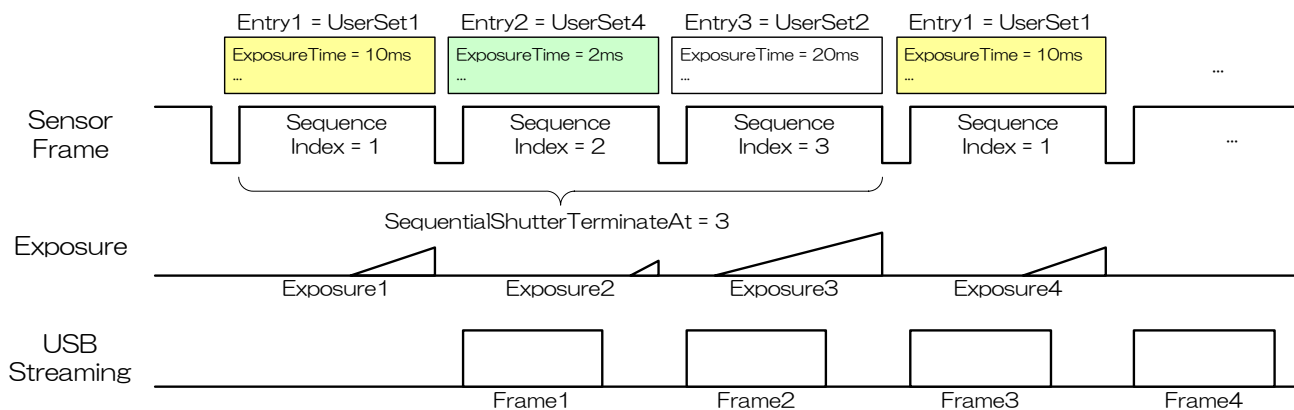 Entry1 = UserSet1
Entry2 = UserSet4
Entry3 = UserSet2
Entry1 = UserSet1
ExposureTime = 10ms
...
ExposureTime = 2ms
...
ExposureTime = 20ms
...
ExposureTime = 10ms
...
...
Sensor
Frame
Sequence
Index = 1
Sequence
Index = 2
Sequence
Index = 3
Sequence
Index = 1
...
SequentialShutterTerminateAt = 3
Exposure
Exposure1
Exposure2
Exposure3
Exposure4
USB
Streaming
Frame1
Frame2
Frame3
Frame4